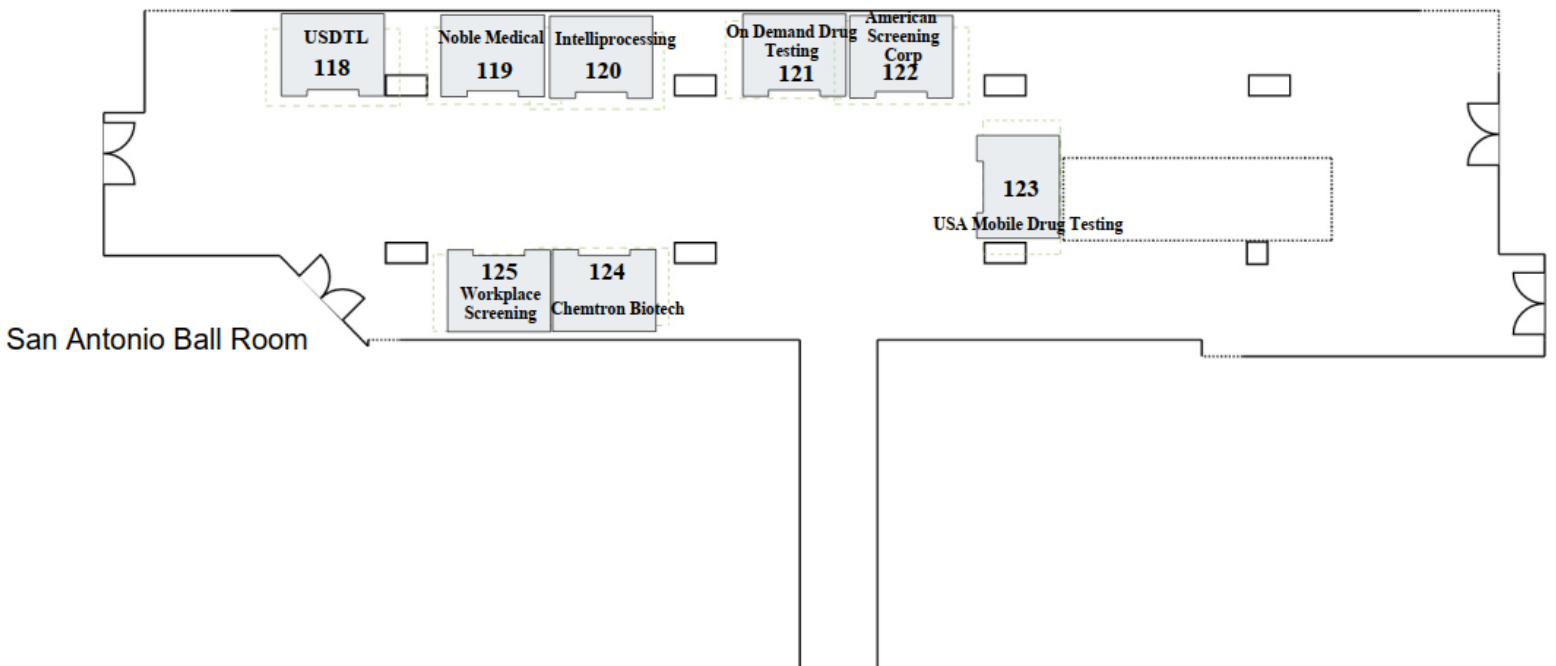 USDTL
118
Noble Medical
119
Intelliprocessing
120
On Demand Drug
Testing
121
American
Screening
Corp
122
123
USA Mobile Drug Testing
125
Workplace
Screening
124
Chemtron Biotech
San Antonio Ball Room